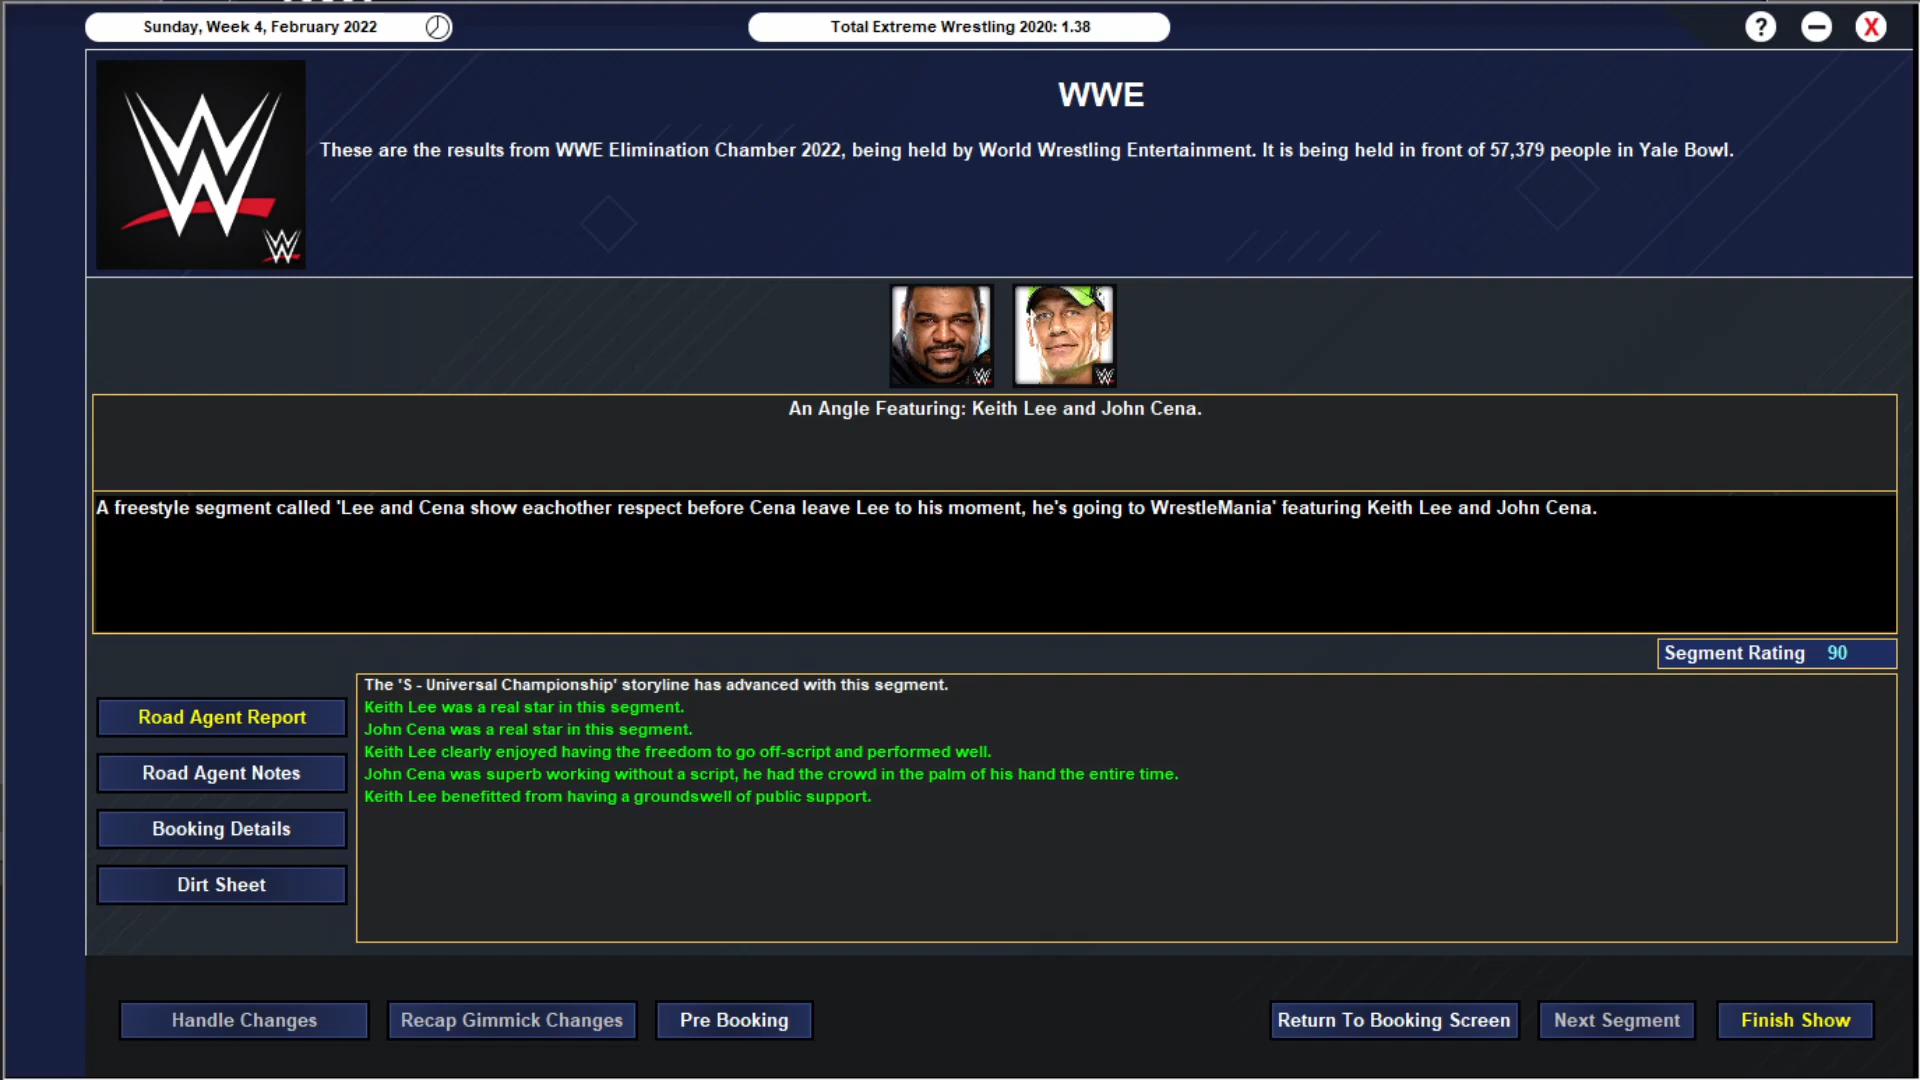 Sunday, Week 4, February 2022
Total Extreme Wrestling 2020: 1.38
?
X
WWE
These are the results from WWE Elimination Chamber 2022, being held by World Wrestling Entertainment. It is being held in front of 57,379 people in Yale Bowl.
An Angle Featuring: Keith Lee and John Cena.
A freestyle segment called 'Lee and Cena show eachother respect before Cena leave Lee to his moment, he's going to WrestleMania' featuring Keith Lee and John Cena.
Segment Rating 90
Road Agent Report
Road Agent Notes
Booking Details
Dirt Sheet
The 'S - Universal Championship' storyline has advanced with this segment.
Keith Lee was a real star in this segment.
John Cena was a real star in this segment.
Keith Lee clearly enjoyed having the freedom to go off-script and performed well.
John Cena was superb working without a script, he had the crowd in the palm of his hand the entire time.
Keith Lee benefitted from having a groundswell of public support.
Handle Changes
Recap Gimmick Changes
Pre Booking
Return To Booking Screen
Next Segment
Finish Show